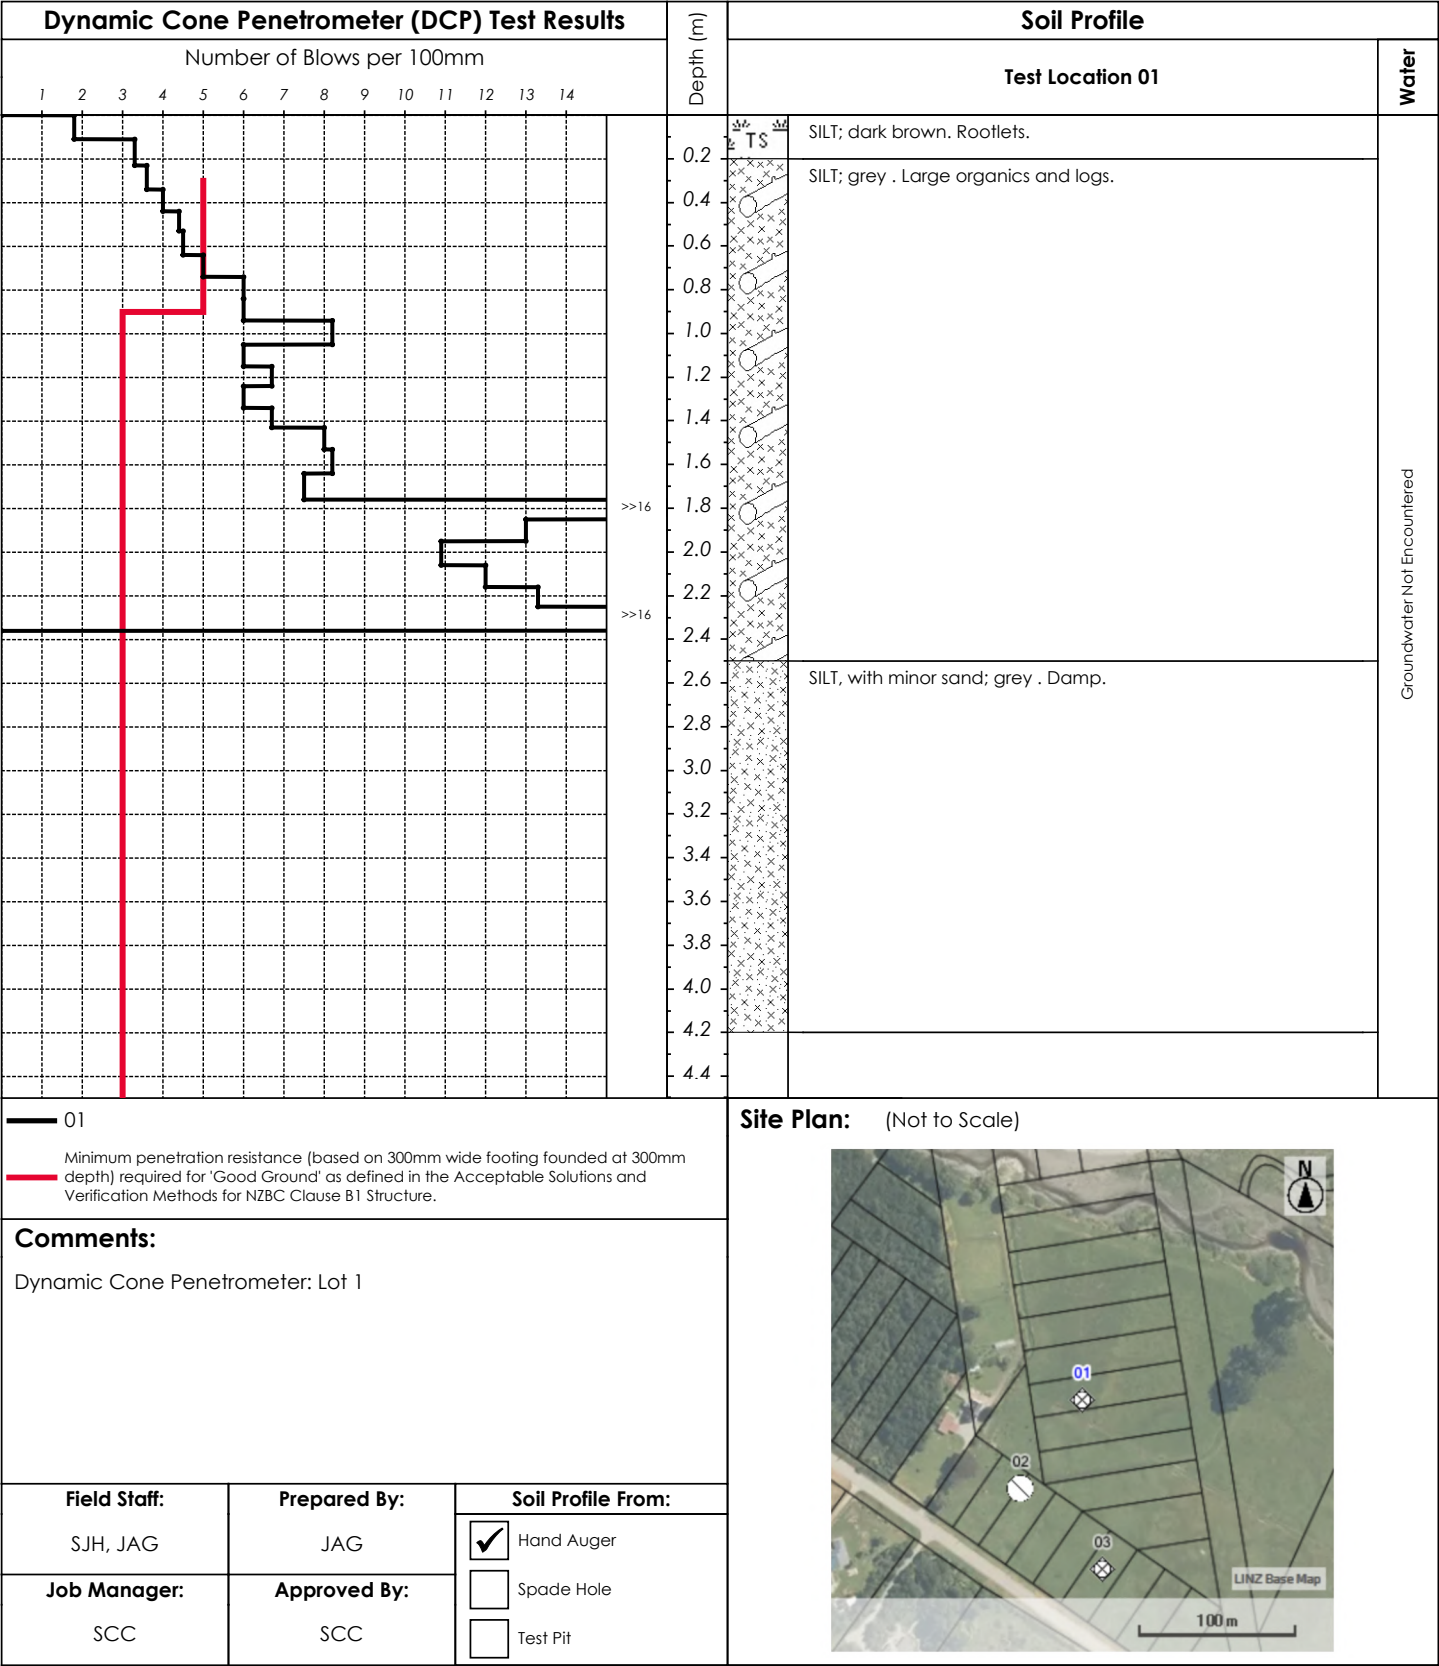 Dynamic Cone Penetrometer (DCP) Test Results
Number of Blows per 100mm
1 2 3 4 5 6 7 8 9 10 11 12 13 14
>>16
>>16
Depth (m)
0.2
0.4
0.6
0.8
1.0
1.2
1.4
1.6
1.8
2.0
2.2
2.4
2.6
2.8
3.0
3.2
3.4
3.6
3.8
4.0
4.2
4.4
Soil Profile
Test Location 01
Water
TS
SILT; dark brown. Rootlets.
SILT; grey . Large organics and logs.
SILT, with minor sand; grey . Damp.
Groundwater Not Encountered
01
Minimum penetration resistance (based on 300mm wide footing founded at 300mm
depth) required for 'Good Ground' as defined in the Acceptable Solutions and
Verification Methods for NZBC Clause B1 Structure.
Comments:
Dynamic Cone Penetrometer: Lot 1
Field Staff:
SJH, JAG
Prepared By:
JAG
Job Manager:
SCC
Approved By:
SCC
Soil Profile From:
Hand Auger
Spade Hole
Test Pit
Site Plan: (Not to Scale)
N
01
02
03
LINZ Base Map
100 m